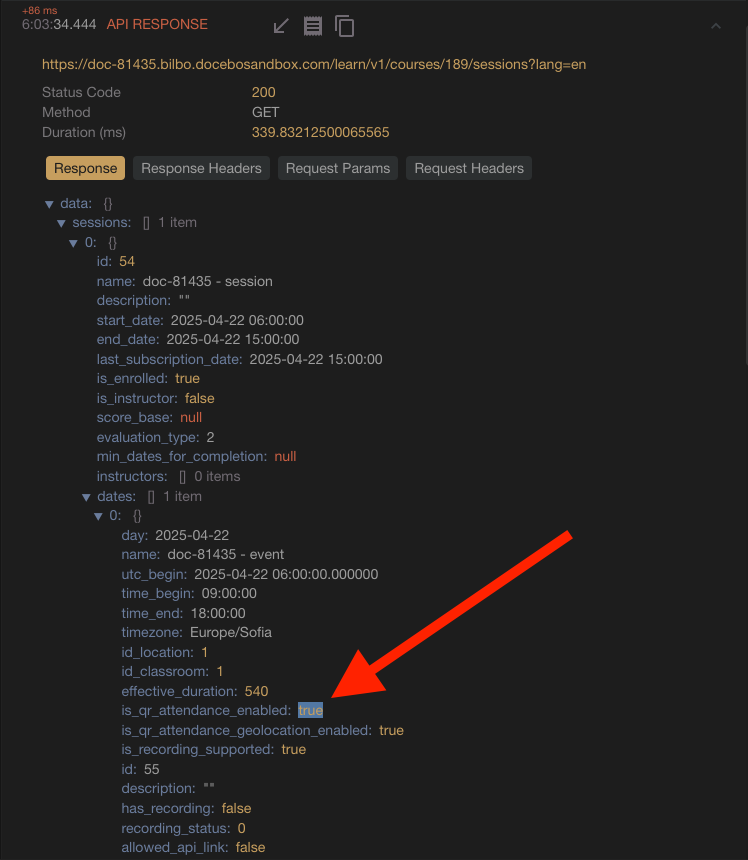 +86 ms
6:03:34.444 API RESPONSE
https://doc-81435.bilbo.docebosandbox.com/learn/v1/courses/189/sessions?lang=en
Status Code 200
Method GET
Duration (ms) 339.83212500065565
Response Response Headers Request Params Request Headers
data: {}
sessions: [] 1 item
0: {}
id: 54
name: doc-81435 - session
description: ""
start_date: 2025-04-22 06:00:00
end_date: 2025-04-22 15:00:00
last_subscription_date: 2025-04-22 15:00:00
is_enrolled: true
is_instructor: false
score_base: null
evaluation_type: 2
min_dates_for_completion: null
instructors: [] 0 items
dates: [] 1 item
0: {}
day: 2025-04-22
name: doc-81435 - event
utc_begin: 2025-04-22 06:00:00.000000
time_begin: 09:00:00
time_end: 18:00:00
timezone: Europe/Sofia
id_location: 1
id_classroom: 1
effective_duration: 540
is_qr_attendance_enabled: true
is_qr_attendance_geolocation_enabled: true
is_recording_supported: true
id: 55
description: ""
has_recording: false
recording_status: 0
allowed_api_link: false